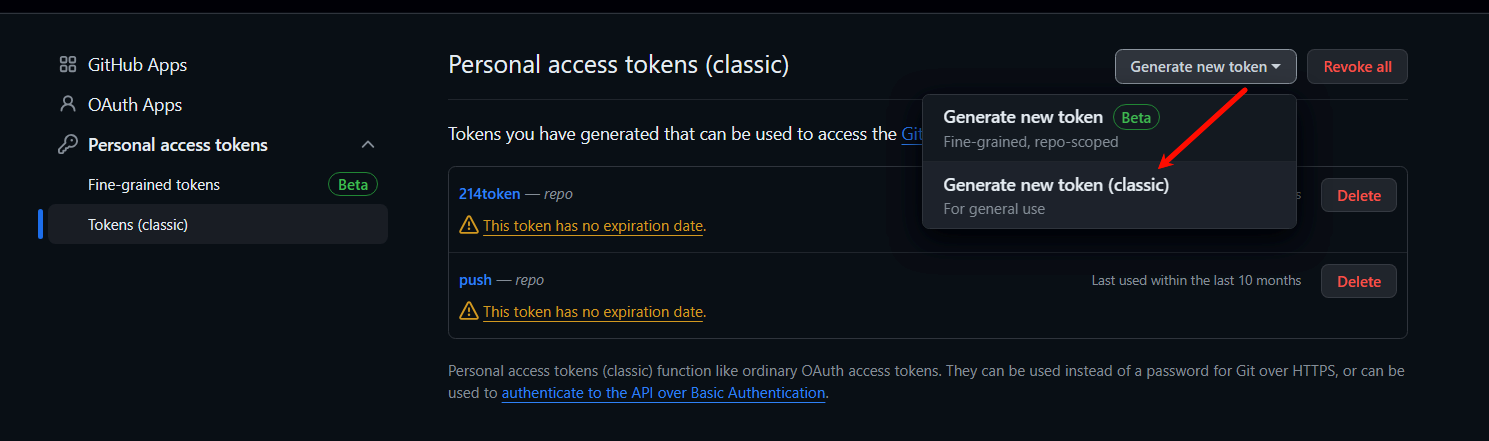 GitHub Apps
OAuth Apps
Personal access tokens
Fine-grained tokens Beta
Tokens (classic)
Personal access tokens (classic)
Generate new token
Revoke all
Generate new token Beta
Fine-grained, repo-scoped
Generate new token (classic)
For general use
Tokens you have generated that can be used to access the
214token — repo
Delete
This token has no expiration date.
push — repo
Last used within the last 10 months
Delete
This token has no expiration date.
Personal access tokens (classic) function like ordinary OAuth access tokens. They can be used instead of a password for Git over HTTPS, or can be
used to authenticate to the API over Basic Authentication.